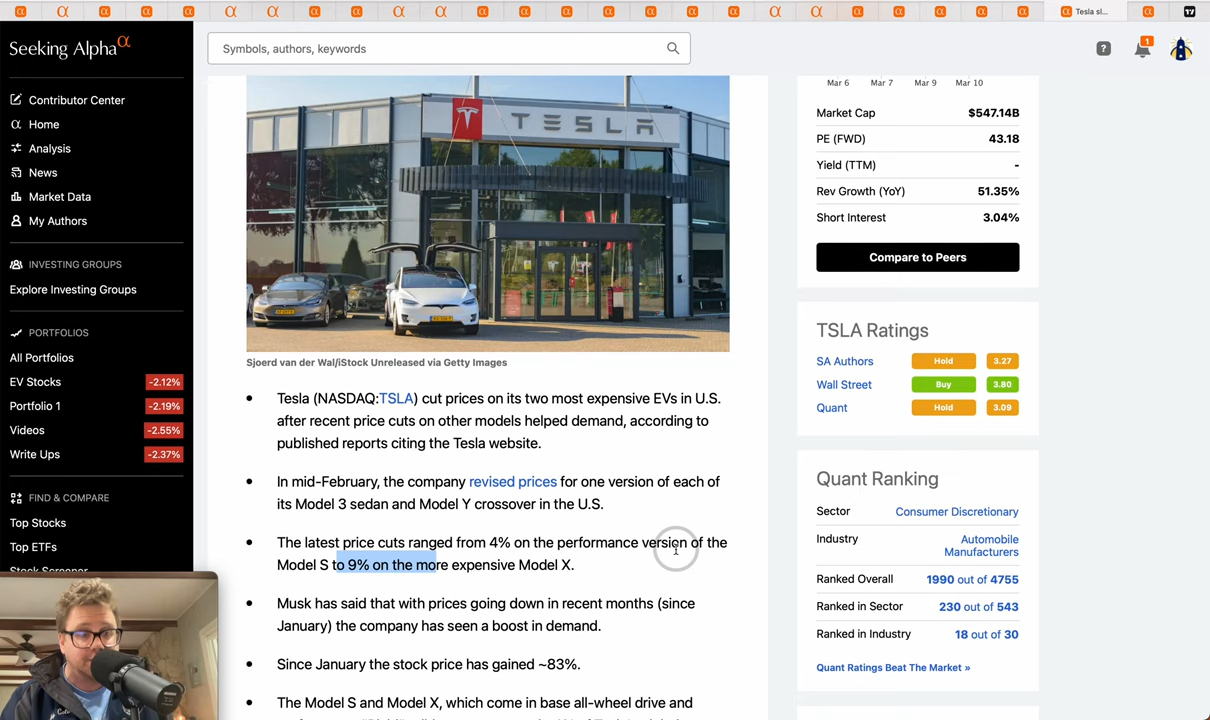 Tesla sl...
Seeking Alpha α
Symbols, authors, keywords
?
1
Contributor Center
Home
Analysis
News
Market Data
My Authors
INVESTING GROUPS
Explore Investing Groups
PORTFOLIOS
All Portfolios
EV Stocks -2.12%
Portfolio 1 -2.19%
Videos -2.55%
Write Ups -2.37%
FIND & COMPARE
Top Stocks
Top ETFs
Stock Screener
TESLA
Sjoerd van der Wal/iStock Unreleased via Getty Images
• Tesla (NASDAQ:TSLA) cut prices on its two most expensive EVs in U.S.
after recent price cuts on other models helped demand, according to
published reports citing the Tesla website.
• In mid-February, the company revised prices for one version of each of
its Model 3 sedan and Model Y crossover in the U.S.
• The latest price cuts ranged from 4% on the performance version of the
Model S to 9% on the more expensive Model X.
• Musk has said that with prices going down in recent months (since
January) the company has seen a boost in demand.
• Since January the stock price has gained ~83%.
• The Model S and Model X, which come in base all-wheel drive and
Mar 6 Mar 7 Mar 9 Mar 10
Market Cap $547.14B
PE (FWD) 43.18
Yield (TTM) -
Rev Growth (YoY) 51.35%
Short Interest 3.04%
Compare to Peers
TSLA Ratings
SA Authors Hold 3.27
Wall Street Buy 3.80
Quant Hold 3.09
Quant Ranking
Sector Consumer Discretionary
Industry Automobile
Manufacturers
Ranked Overall 1990 out of 4755
Ranked in Sector 230 out of 543
Ranked in Industry 18 out of 30
Quant Ratings Beat The Market »